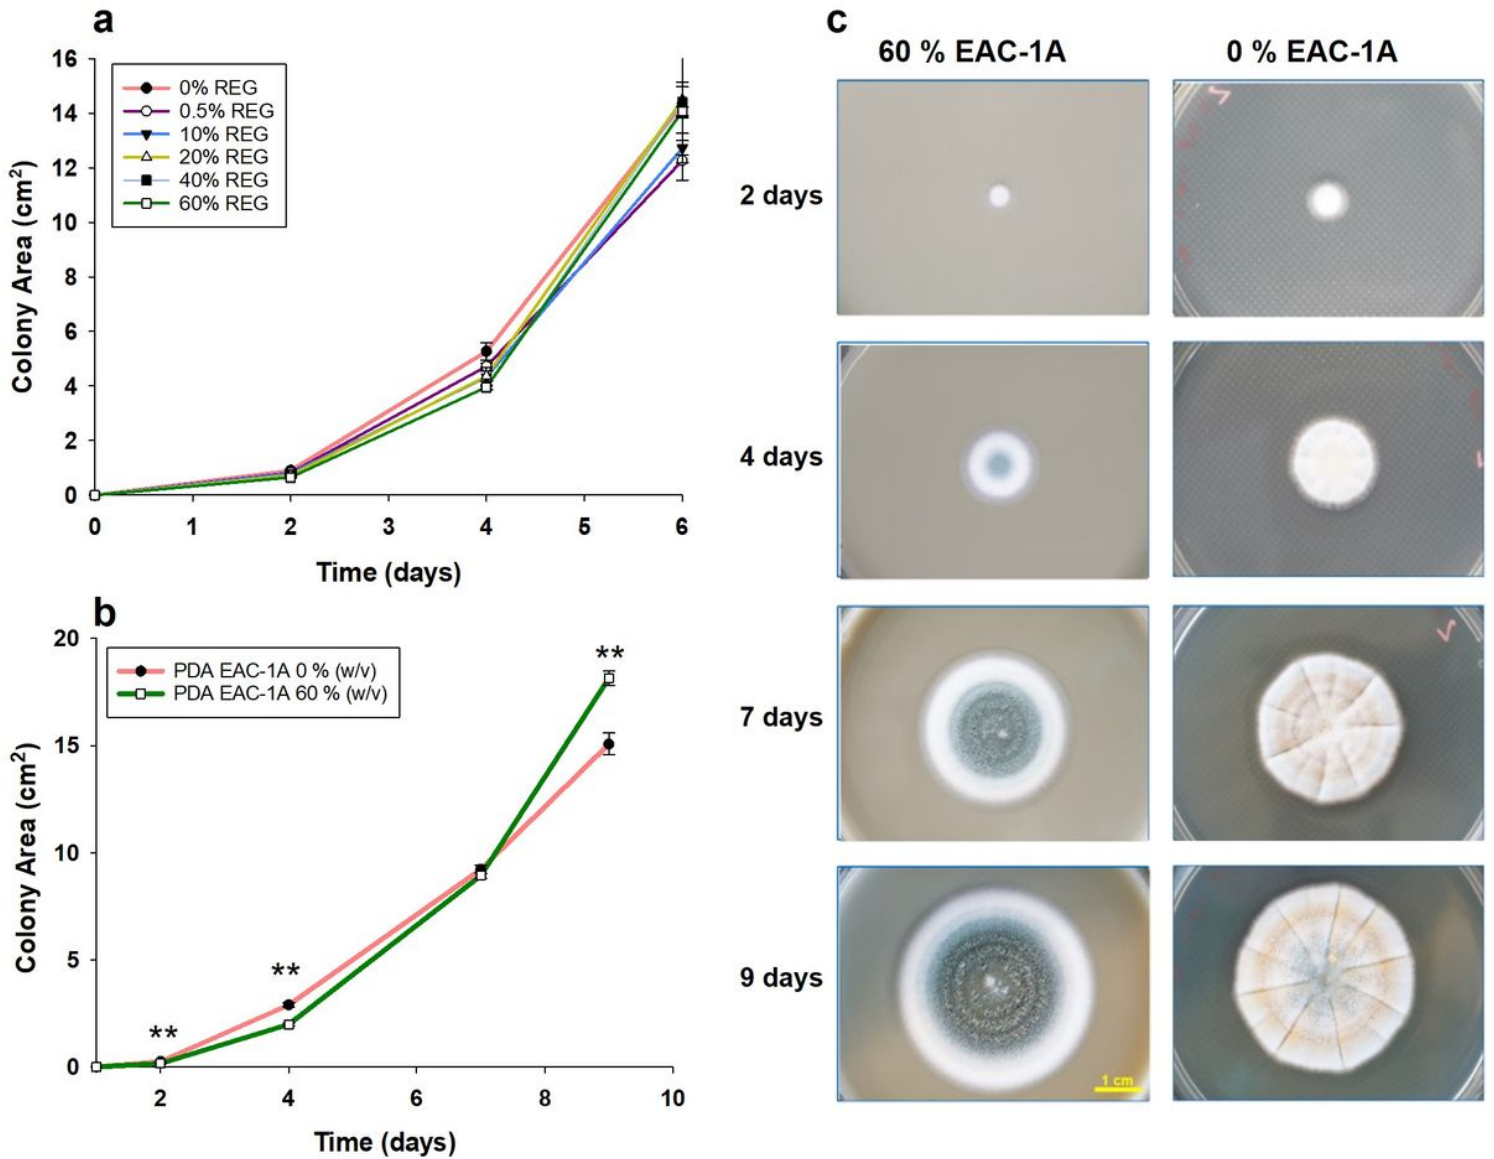 a
16
14
12
10
8
6
4
2
0
Colony Area (cm²)
0% REG
0.5% REG
10% REG
20% REG
40% REG
60% REG
0 1 2 3 4 5 6
Time (days)
b
20
15
10
5
0
Colony Area (cm²)
PDA EAC-1A 0 % (w/v)
PDA EAC-1A 60 % (w/v)
**
**
**
2 4 6 8 10
Time (days)
c
60 % EAC-1A 0 % EAC-1A
2 days
4 days
7 days
9 days
1 cm